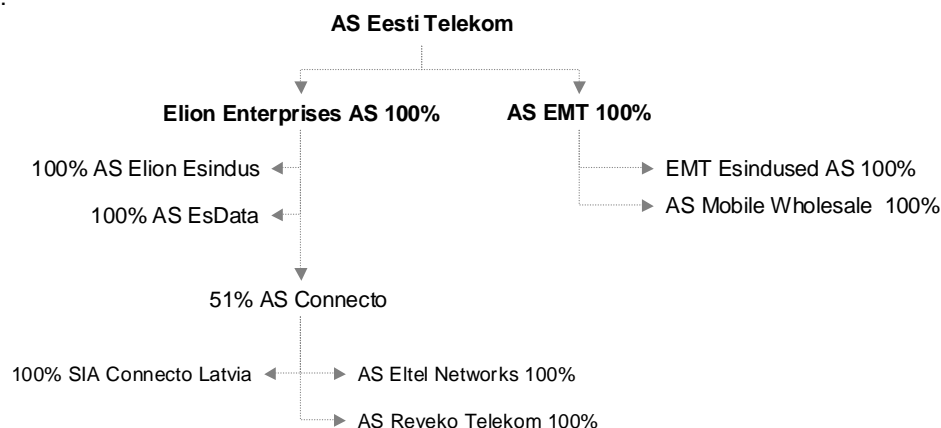 .
AS Eesti Telekom
Elion Enterprises AS 100% AS EMT 100%
100% AS Elion Esindus EMT Esindused AS 100%
100% AS EsData AS Mobile Wholesale 100%
51% AS Connecto
100% SIA Connecto Latvia AS Eltel Networks 100%
AS Reveko Telekom 100%